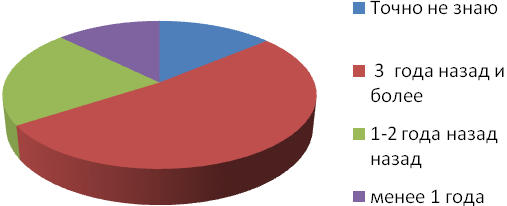 Точно не знаю
3 года назад и
более
1-2 года назад
назад
менее 1 года